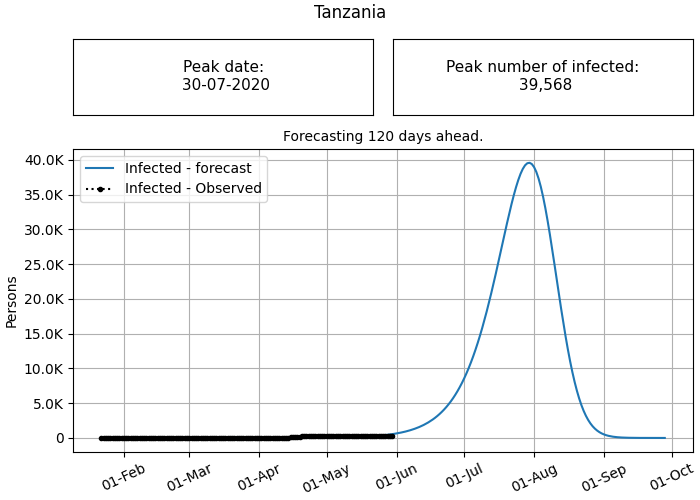 Tanzania
Peak date:
30-07-2020
Peak number of infected:
39,568
Forecasting 120 days ahead.
Infected - forecast
Infected - Observed
Persons
40.0K
35.0K
30.0K
25.0K
20.0K
15.0K
10.0K
5.0K
0
01-Feb
01-Mar
01-Apr
01-May
01-Jun
01-Jul
01-Aug
01-Sep
01-Oct